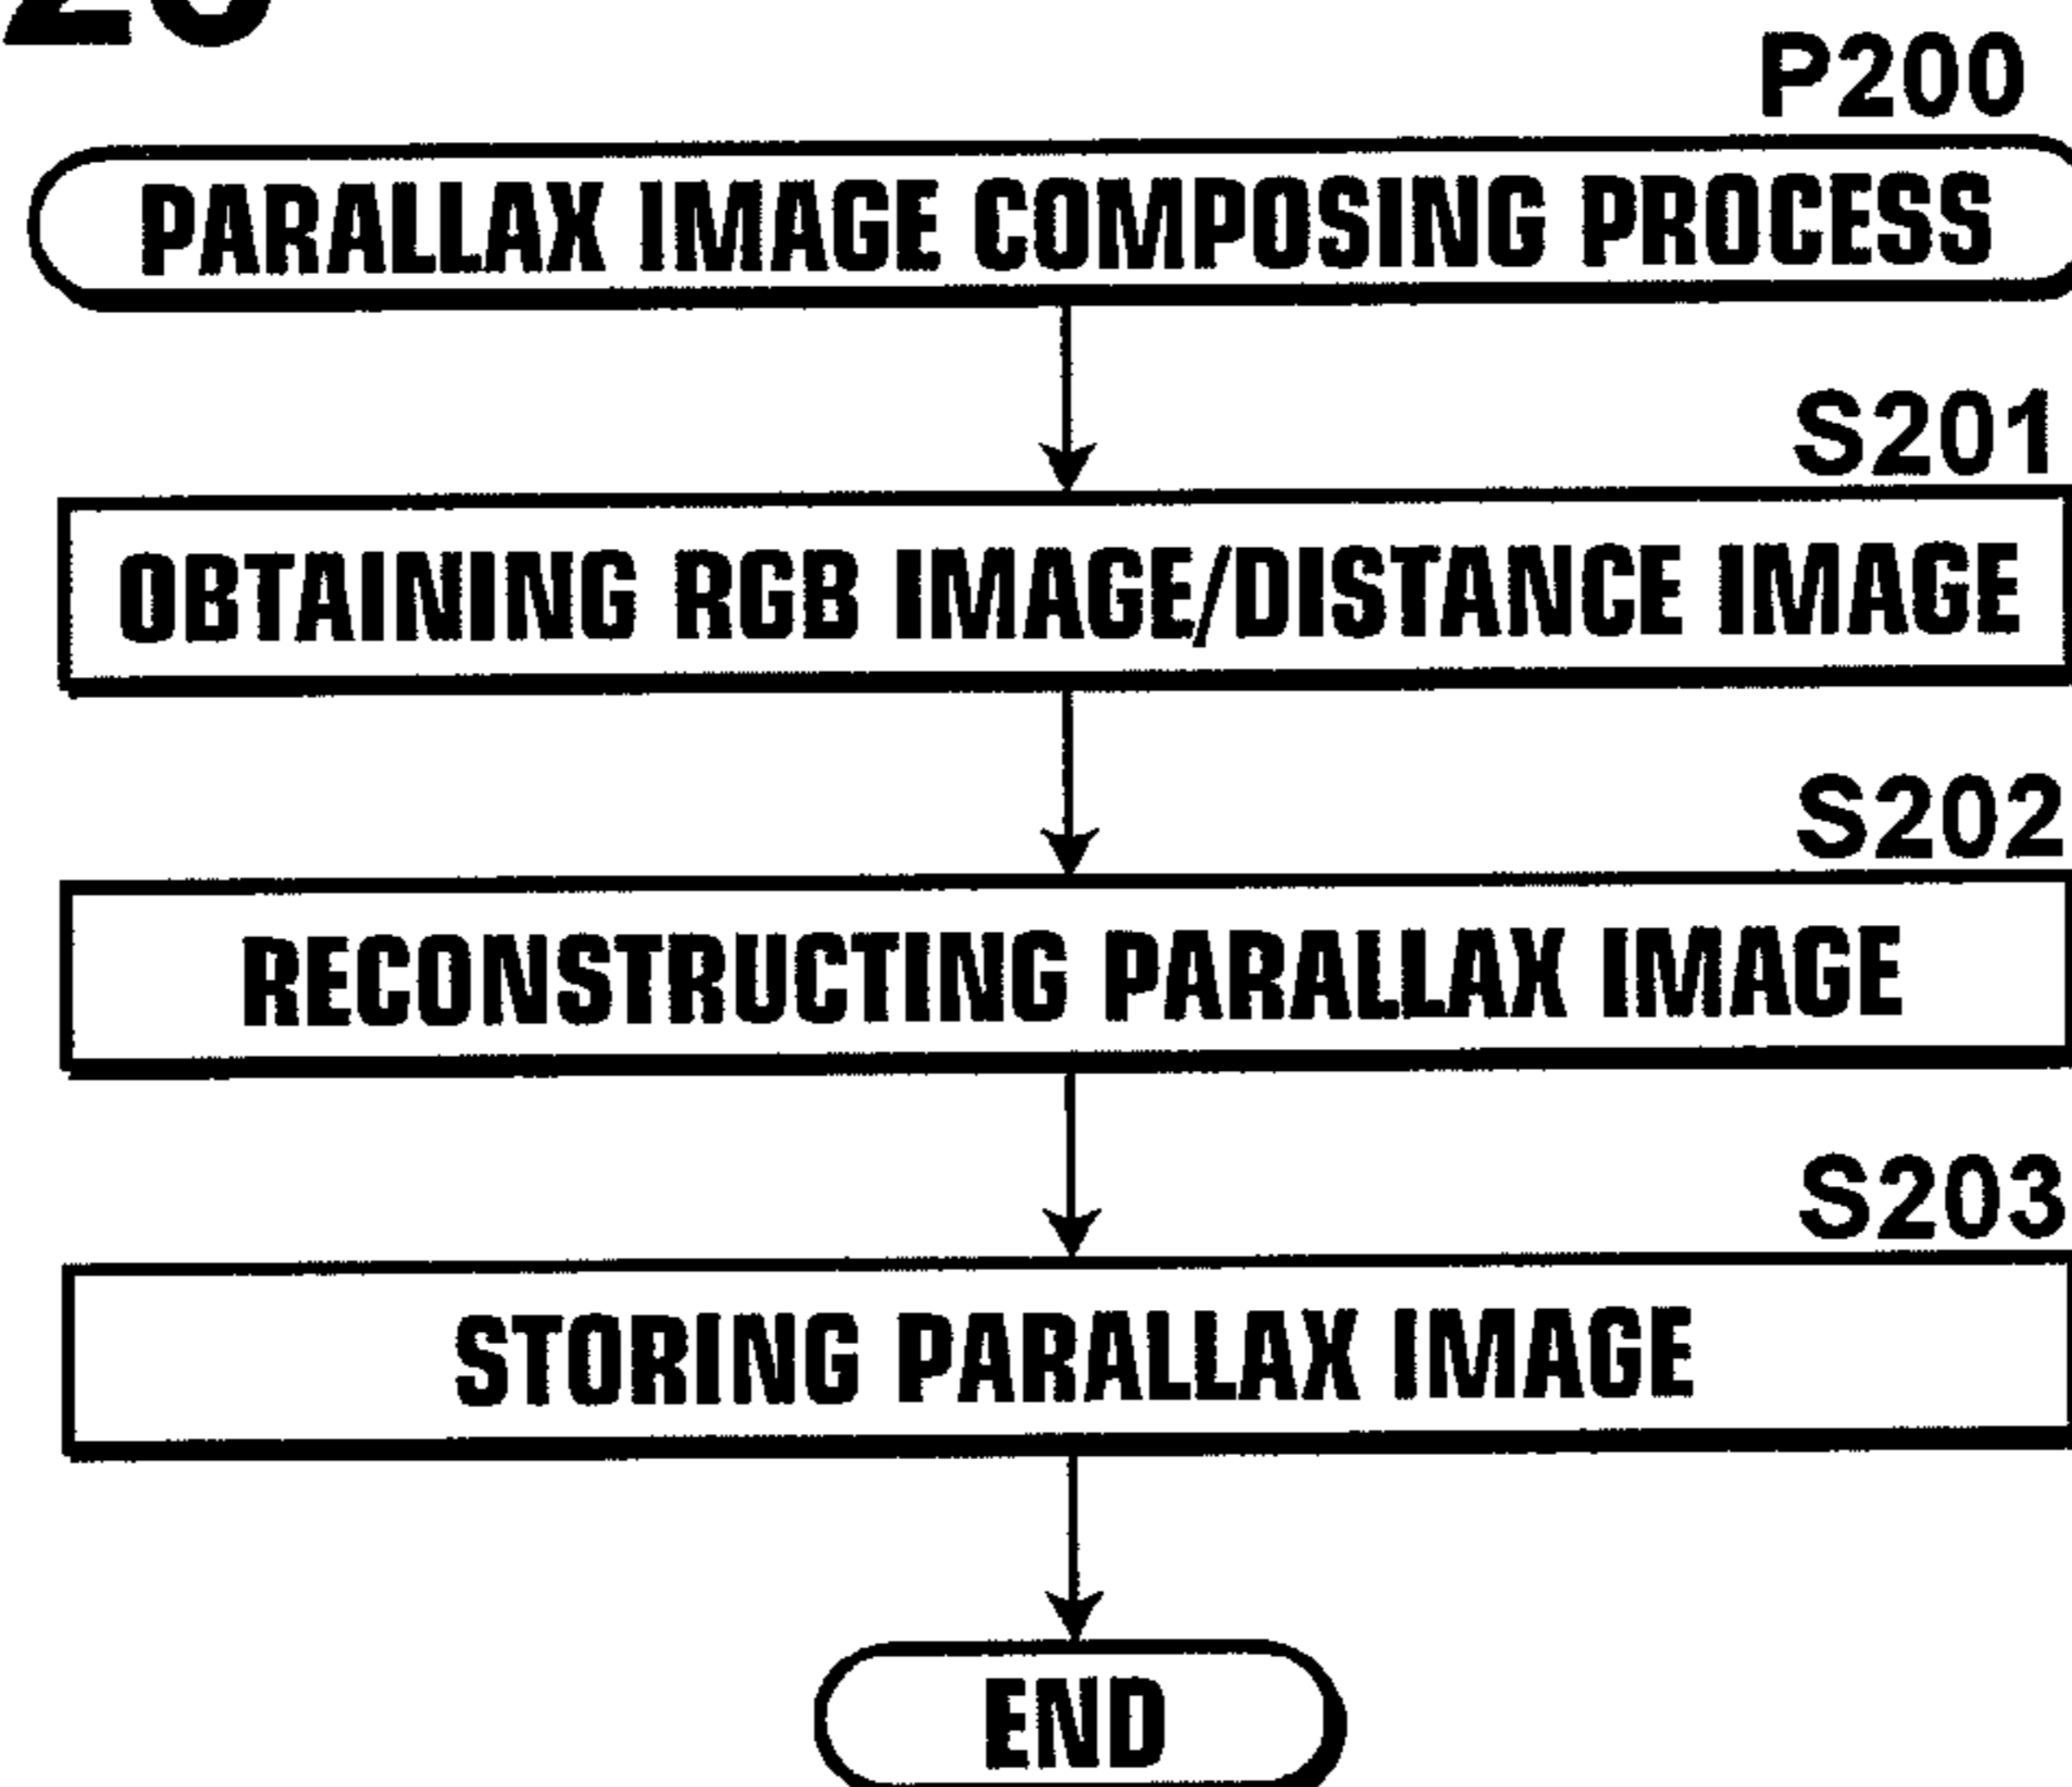 P200
PARALLAX IMAGE COMPOSING PROCESS
S201
OBTAINING RGB IMAGE/DISTANCE IMAGE
S202
RECONSTRUCTING PARALLAX IMAGE
S203
STORING PARALLAX IMAGE
END